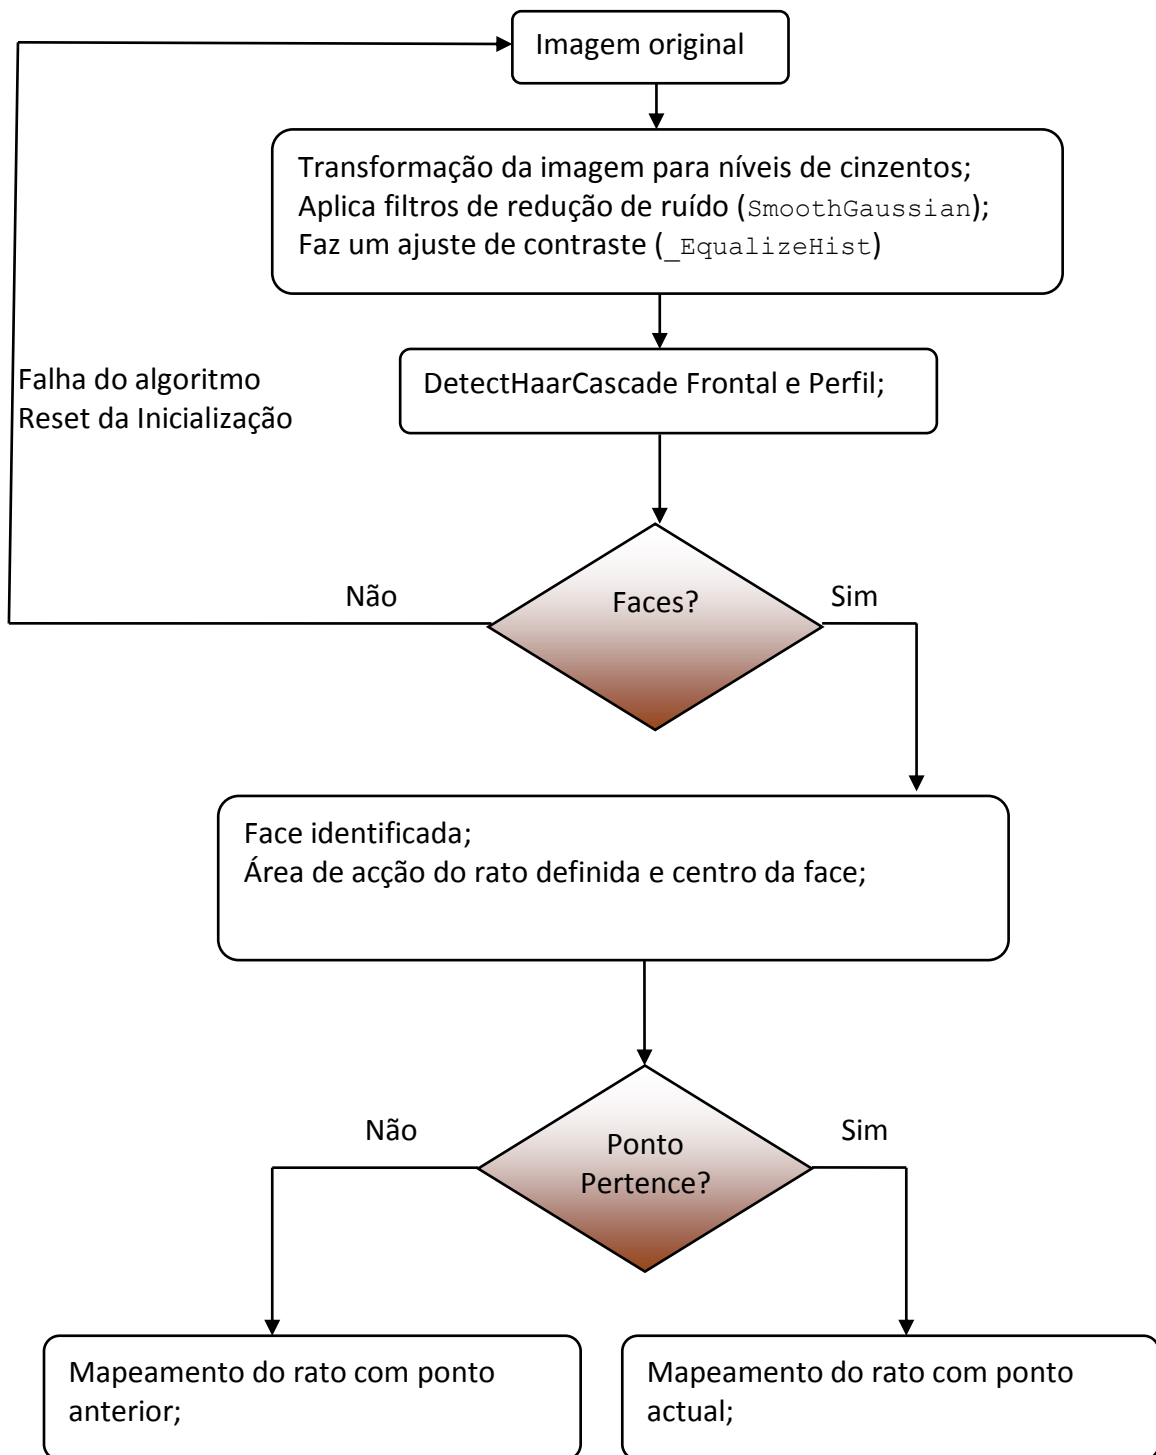 Imagem original
Transformação da imagem para níveis de cinzentos;
Aplica filtros de redução de ruído (SmoothGaussian);
Faz um ajuste de contraste (_EqualizeHist)
Falha do algoritmo
Reset da Inicialização
DetectHaarCascade Frontal e Perfil;
Não
Faces?
Sim
Face identificada;
Área de acção do rato definida e centro da face;
Não
Ponto
Pertence?
Sim
Mapeamento do rato com ponto
anterior;
Mapeamento do rato com ponto
actual;